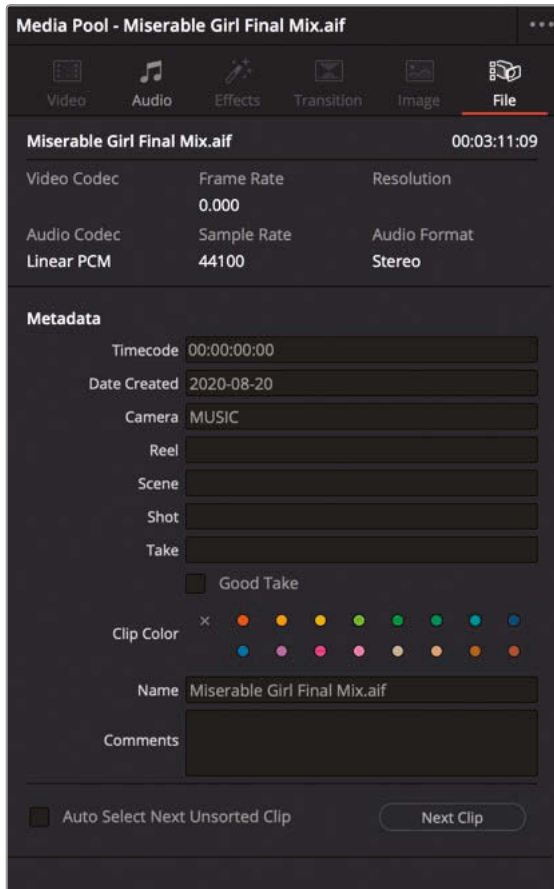 Media Pool - Miserable Girl Final Mix.aif
Video Audio Effects Transition Image File
Miserable Girl Final Mix.aif 00:03:11:09
Video Codec Frame Rate Resolution
0.000
Audio Codec Sample Rate Audio Format
Linear PCM 44100 Stereo
Metadata
Timecode 00:00:00:00
Date Created 2020-08-20
Camera MUSIC
Reel
Scene
Shot
Take
Good Take
Clip Color
Name Miserable Girl Final Mix.aif
Comments
Auto Select Next Unsorted Clip Next Clip